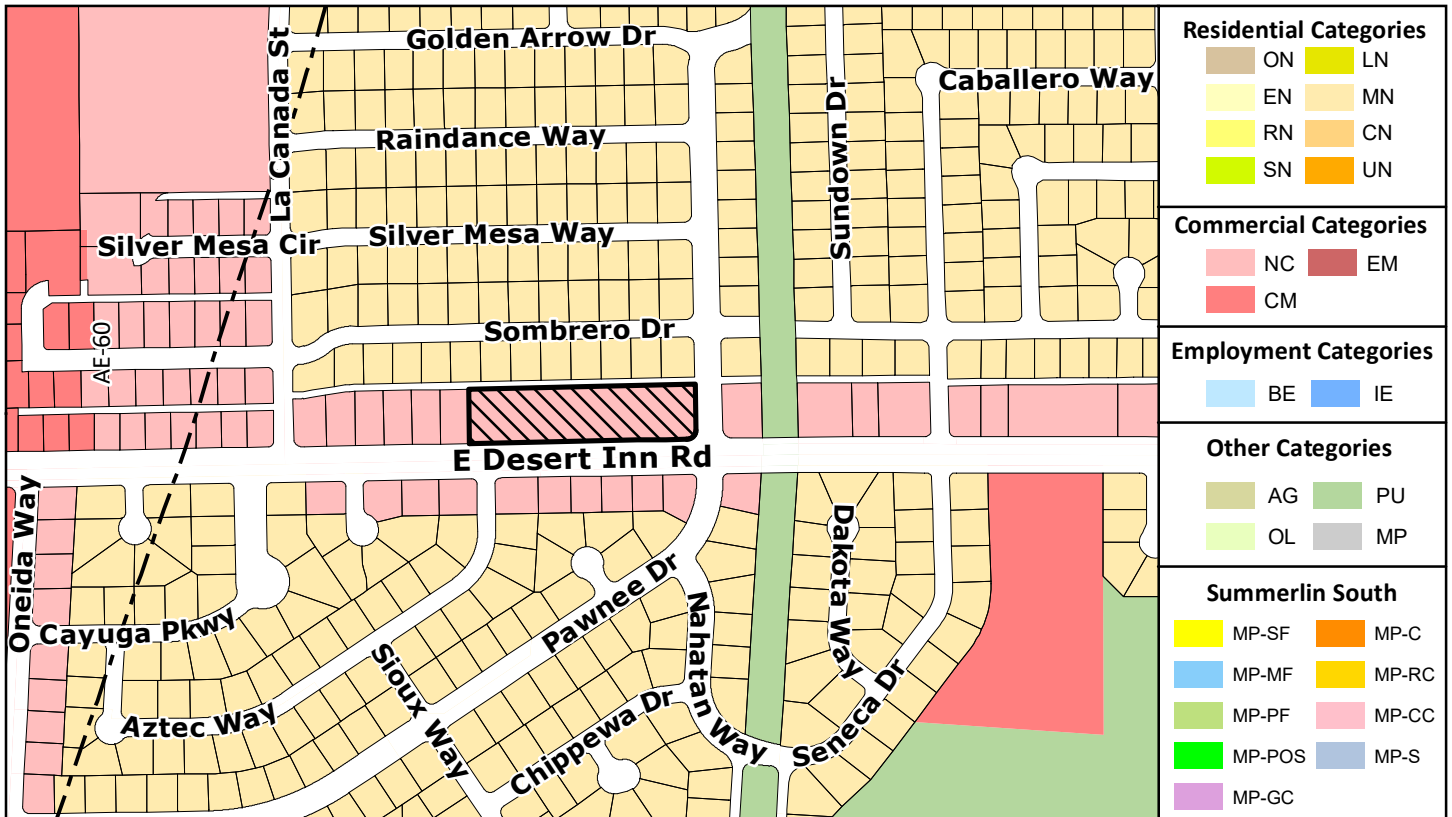 Golden Arrow Dr
Caballero Way
La Canada St
Sundown Dr
Raindance Way
Silver Mesa Cir
Silver Mesa Way
Sombrero Dr
AE-60
E Desert Inn Rd
Oneida Way
Dakota Way
Pawnee Dr
Nahatan Way
Cayuga Pkwy
Sioux Way
Aztec Way
Chippewa Dr
Seneca Dr
Residential Categories
ON LN
EN MN
RN CN
SN UN
Commercial Categories
NC EM
CM
Employment Categories
BE IE
Other Categories
AG PU
OL MP
Summerlin South
MP-SF MP-C
MP-MF MP-RC
MP-PF MP-CC
MP-POS MP-S
MP-GC